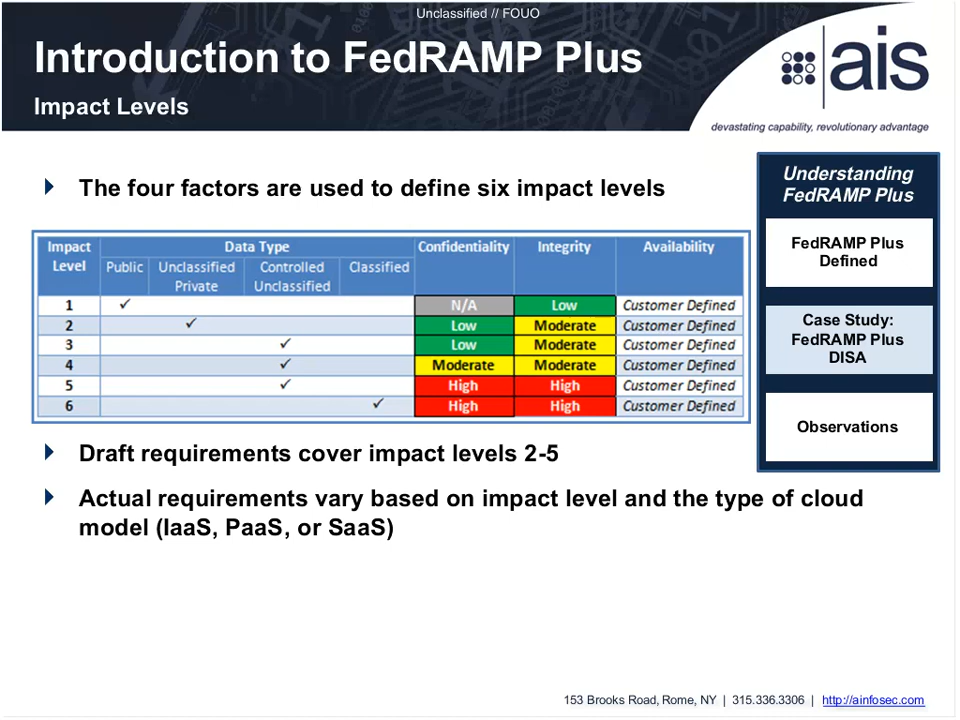 Unclassified // FOUO
Introduction to FedRAMP Plus
Impact Levels
ais
devastating capability, revolutionary advantage
The four factors are used to define six impact levels
Impact Level Data Type Confidentiality Integrity Availability
Public Unclassified Private Controlled Unclassified Classified
1 ✓ N/A Low Customer Defined
2 ✓ Low Moderate Customer Defined
3 ✓ Low Moderate Customer Defined
4 ✓ Moderate Moderate Customer Defined
5 ✓ High High Customer Defined
6 ✓ High High Customer Defined
Draft requirements cover impact levels 2-5
Actual requirements vary based on impact level and the type of cloud
model (IaaS, PaaS, or SaaS)
Understanding
FedRAMP Plus
FedRAMP Plus
Defined
Case Study:
FedRAMP Plus
DISA
Observations
153 Brooks Road, Rome, NY | 315.336.3306 | http://ainfosec.com